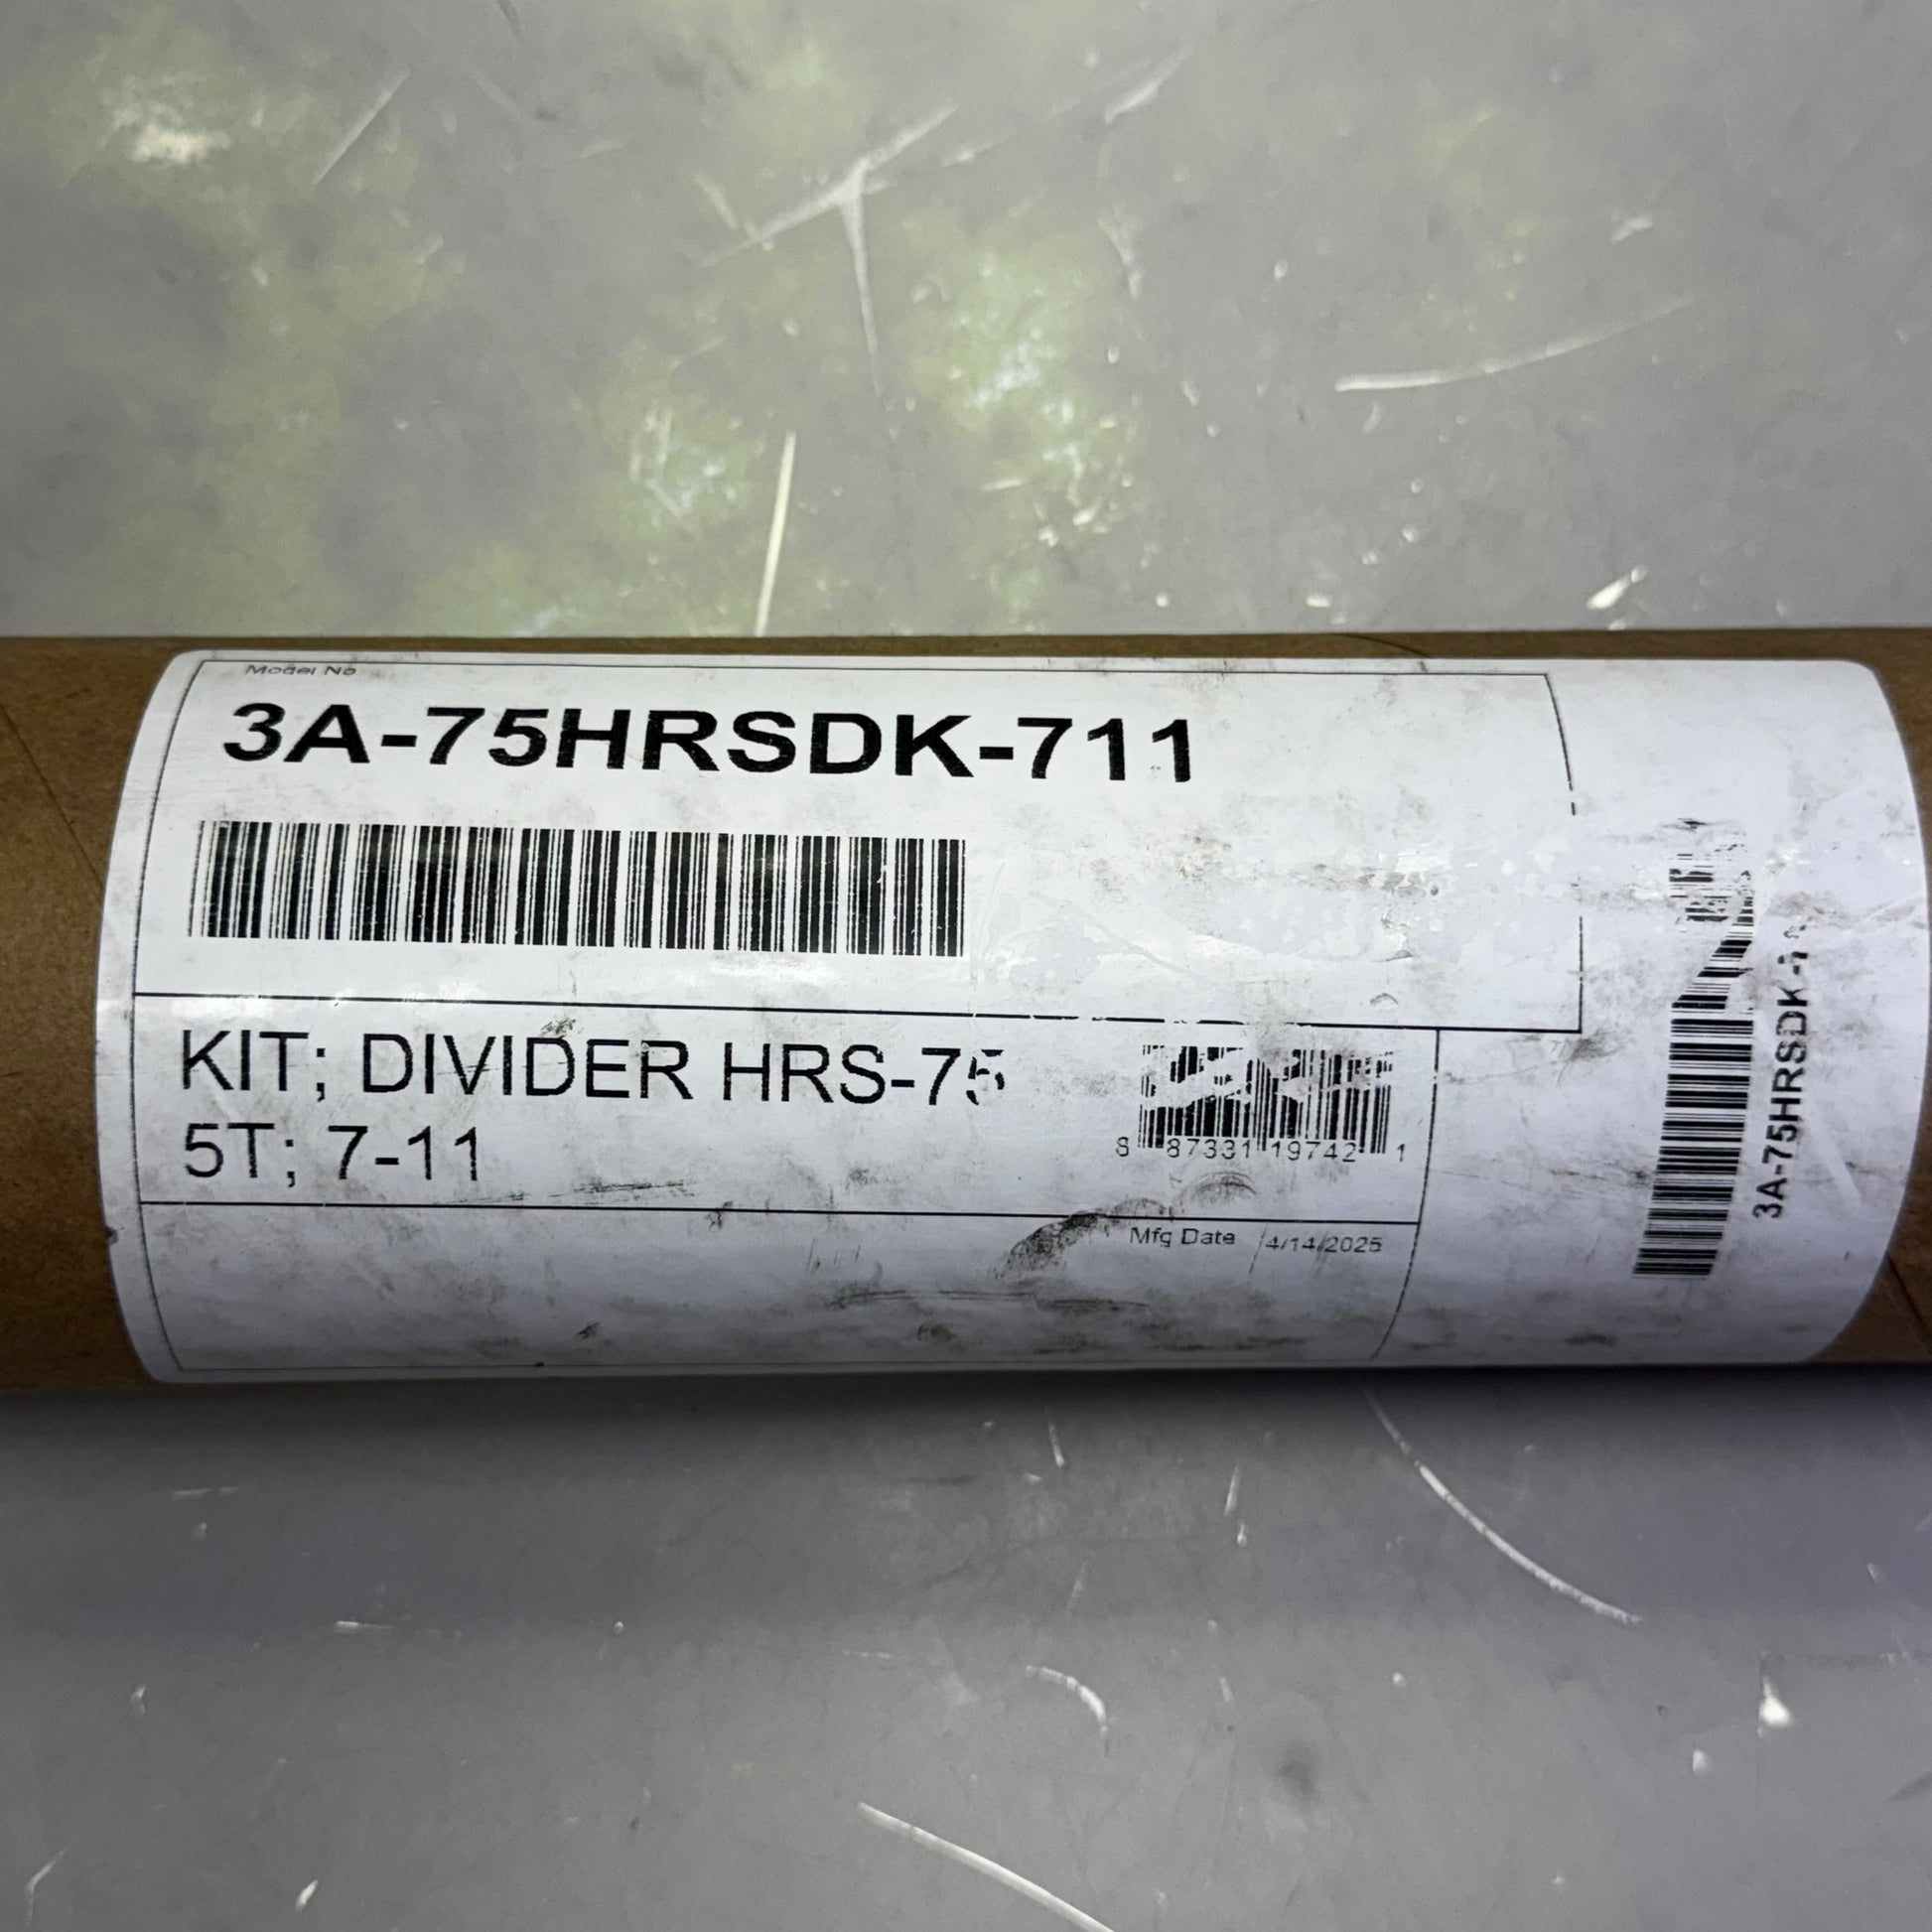 Model No
3A-75HRSDK-711
KIT; DIVIDER HRS-75
5T; 7-11
8 87331 19742 1
Mfg Date 4/14/2025
3A-75HRSDK-